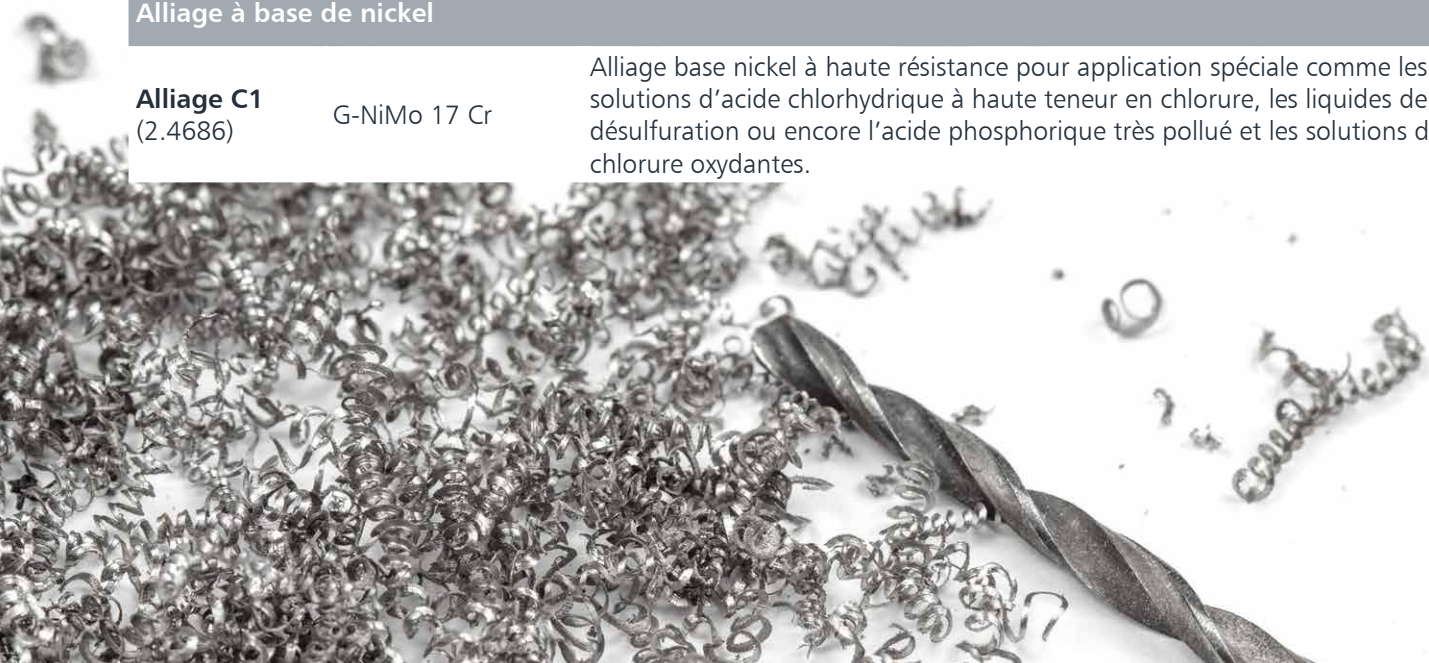 Alliage à base de nickel
Alliage C1
(2.4686)
G-NiMo 17 Cr
Alliage base nickel à haute résistance pour application spéciale comme les
solutions d'acide chlorhydrique à haute teneur en chlorure, les liquides de
désulfuration ou encore l'acide phosphorique très pollué et les solutions d
chlorure oxydantes.